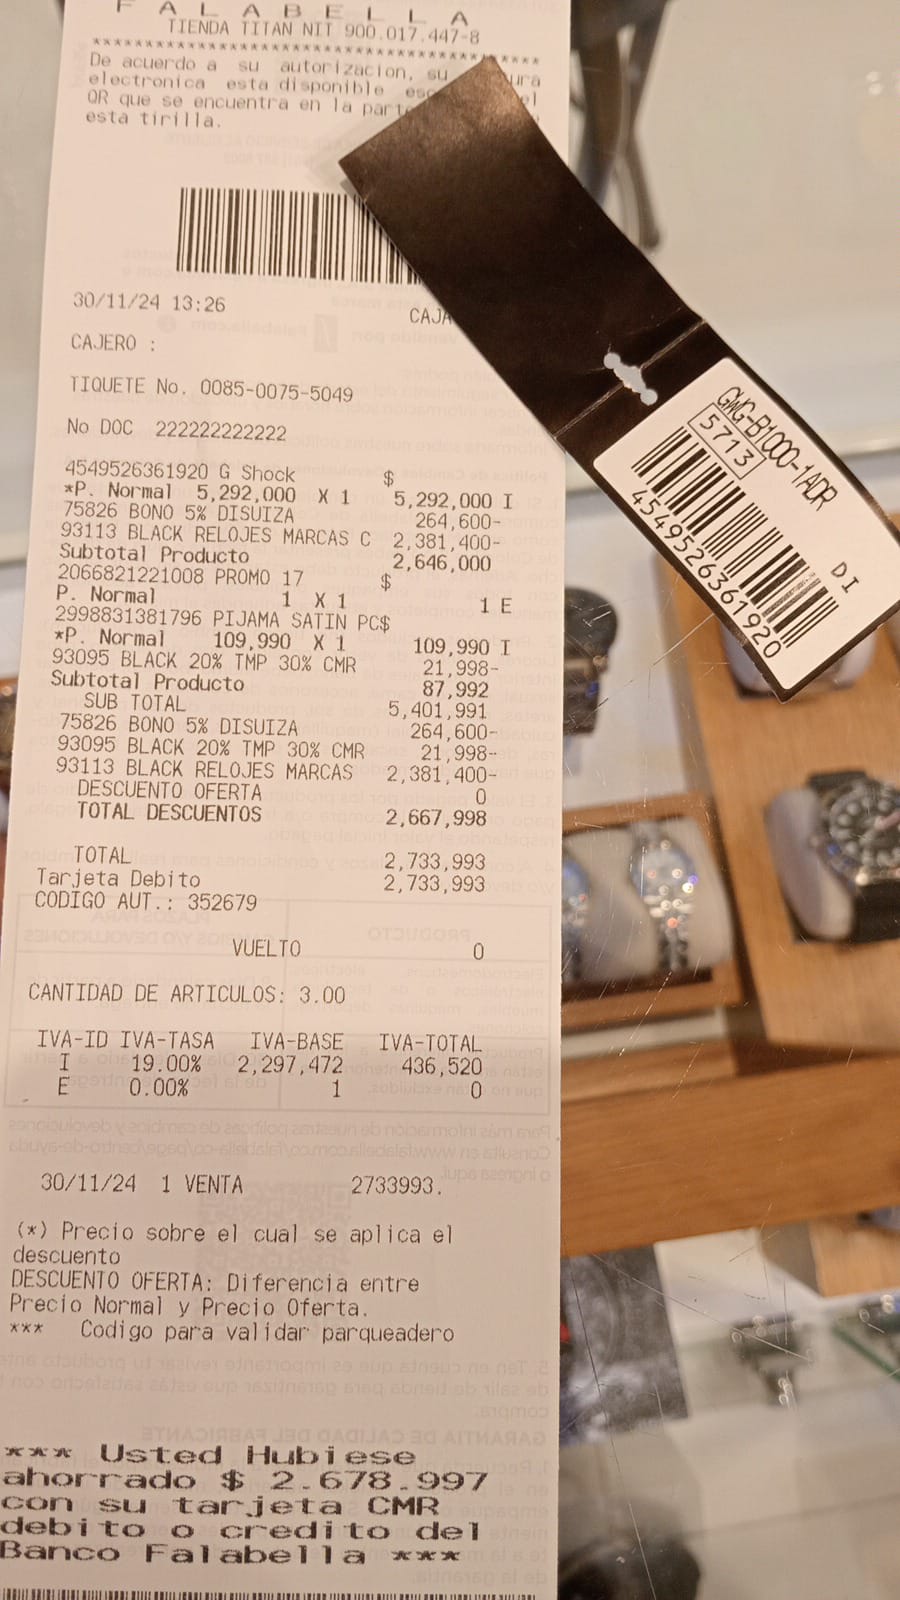 FALABELLA
TIENDA TITAN NIT 900.017.447-8
****************************************
De acuerdo a su autorizacion, su
electronica esta disponible
QR que se encuentra en la
esta tirilla.
30/11/24 13:26
CAJERO :
TIQUETE No. 0085-0075-5049
No DOC 222222222222
4549526361920 G Shock $
*P. Normal 5,292,000 X 1 5,292,000 I
75826 BONO 5% DISUIZA 264,600-
93113 BLACK RELOJES MARCAS C 2,381,400-
Subtotal Producto 2,646,000
2066821221008 PROMO 17 $
P. Normal 1 X 1 1 E
2998831381796 PIJAMA SATIN PC$
*P. Normal 109,990 X 1 109,990 I
93095 BLACK 20% TMP 30% CMR 21,998-
Subtotal Producto 87,992
SUB TOTAL 5,401,991
75826 BONO 5% DISUIZA 264,600-
93095 BLACK 20% TMP 30% CMR 21,998-
93113 BLACK RELOJES MARCAS 2,381,400-
DESCUENTO OFERTA 0
TOTAL DESCUENTOS 2,667,998
TOTAL 2,733,993
Tarjeta Debito 2,733,993
CODIGO AUT.: 352679
VUELTO 0
CANTIDAD DE ARTICULOS: 3.00
IVA-ID IVA-TASA IVA-BASE IVA-TOTAL
I 19.00% 2,297,472 436,520
E 0.00% 1 0
30/11/24 1 VENTA 2733993.
(*) Precio sobre el cual se aplica el
descuento
DESCUENTO OFERTA: Diferencia entre
Precio Normal y Precio Oferta.
*** Codigo para validar parqueadero
*** Usted Hubiese
ahorrado $ 2.678.997
con su tarjeta CMR
debito o credito del
Banco Falabella ***
GWG-B1000-1ADR
5713
DI
4549526361920